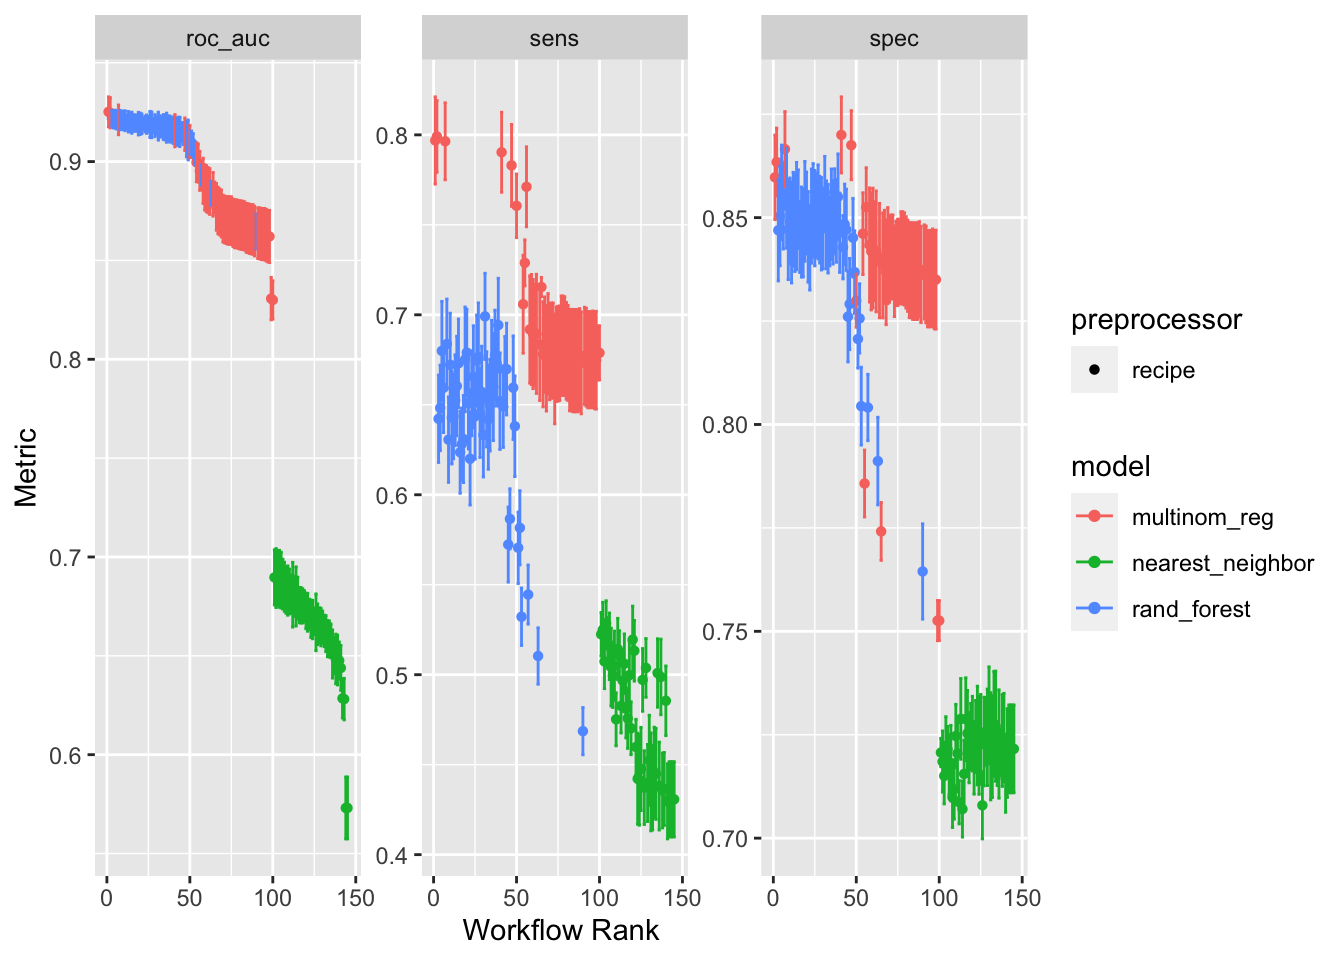 roc_auc
sens
spec
Metric
0.9
0.8
0.7
0.6
0.8
0.7
0.6
0.5
0.4
0.85
0.80
0.75
0.70
0 50 100 150
0 50 100 150
0 50 100 150
Workflow Rank
preprocessor
recipe
model
multinom_reg
nearest_neighbor
rand_forest